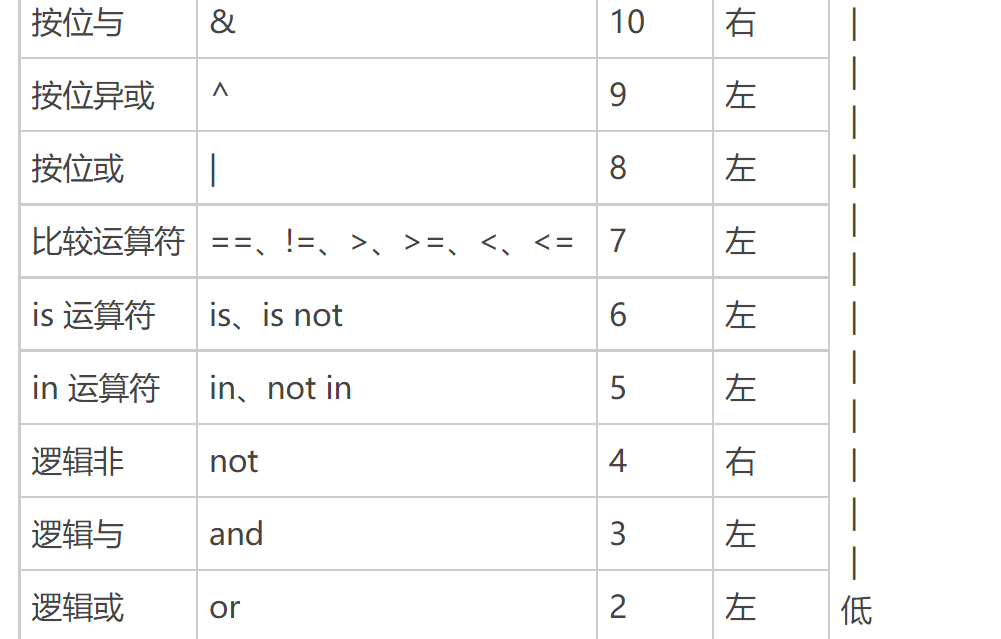 按位与 & 10 右 |
|
按位异或 ^ 9 左 |
|
按位或 | 8 左 |
比较运算符 ==、!=、>、>=、<、<= 7 左 |
|
is 运算符 is、is not 6 左 |
|
in 运算符 in、not in 5 左 |
逻辑非 not 4 右 |
|
逻辑与 and 3 左 |
逻辑或 or 2 左 低